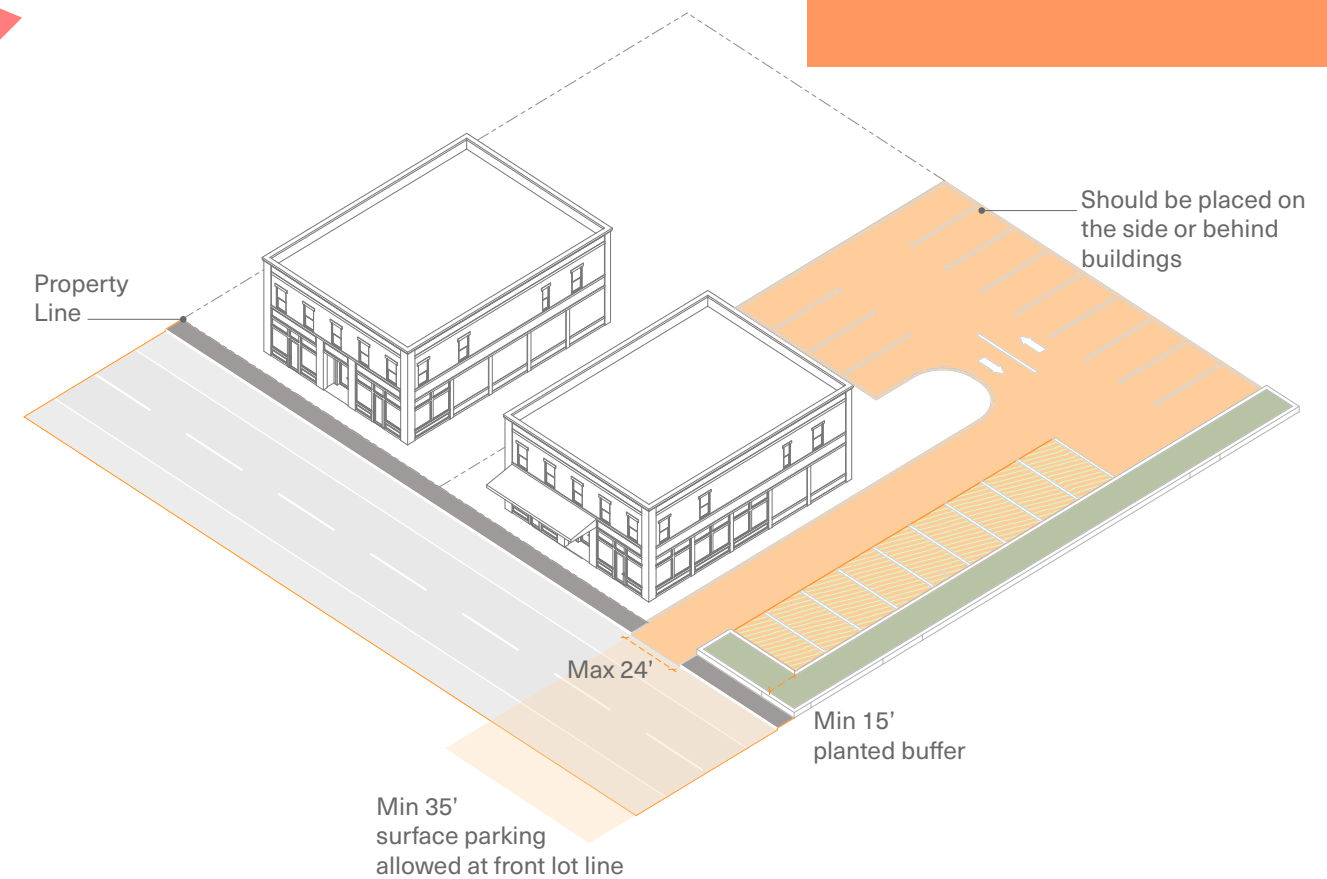 Should be placed on
the side or behind
buildings
Property
Line
Max 24'
Min 15'
planted buffer
Min 35'
surface parking
allowed at front lot line